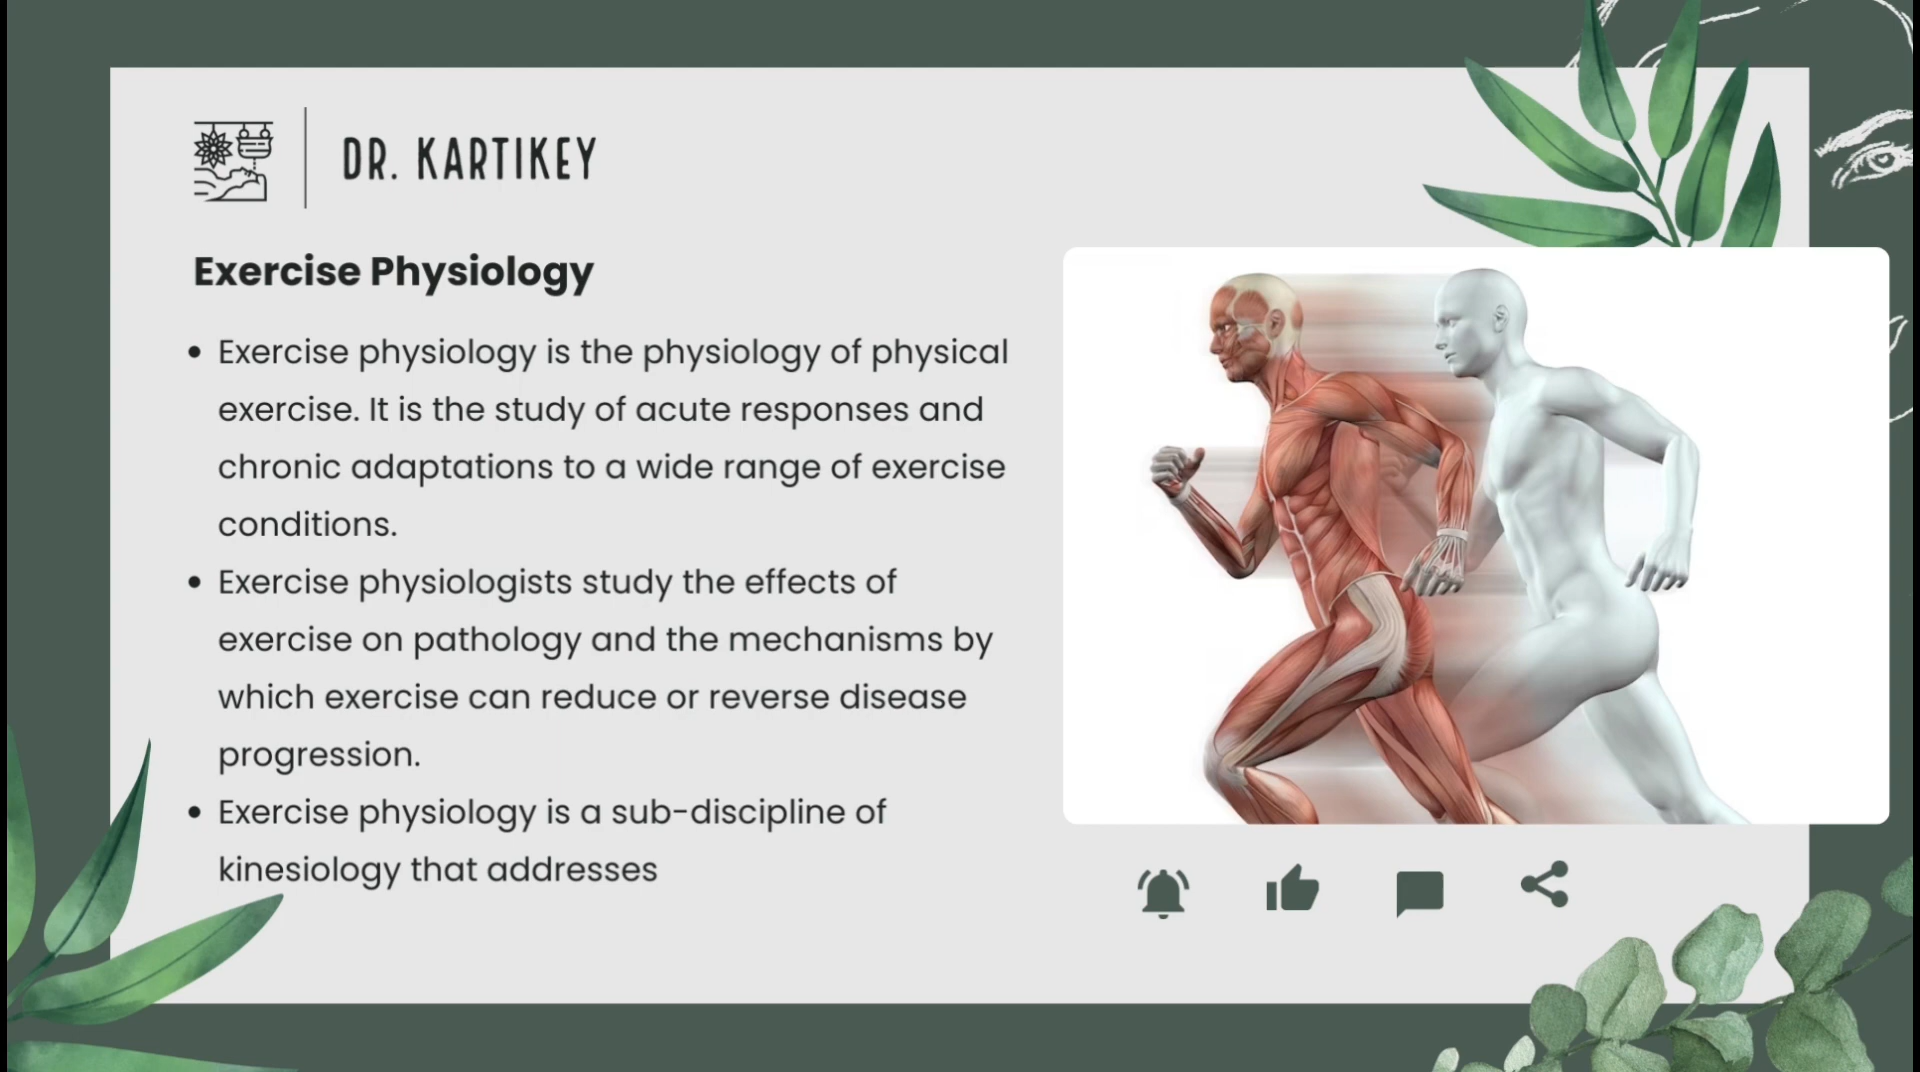 DR. KARTIKEY
Exercise Physiology
• Exercise physiology is the physiology of physical
exercise. It is the study of acute responses and
chronic adaptations to a wide range of exercise
conditions.
• Exercise physiologists study the effects of
exercise on pathology and the mechanisms by
which exercise can reduce or reverse disease
progression.
• Exercise physiology is a sub-discipline of
kinesiology that addresses